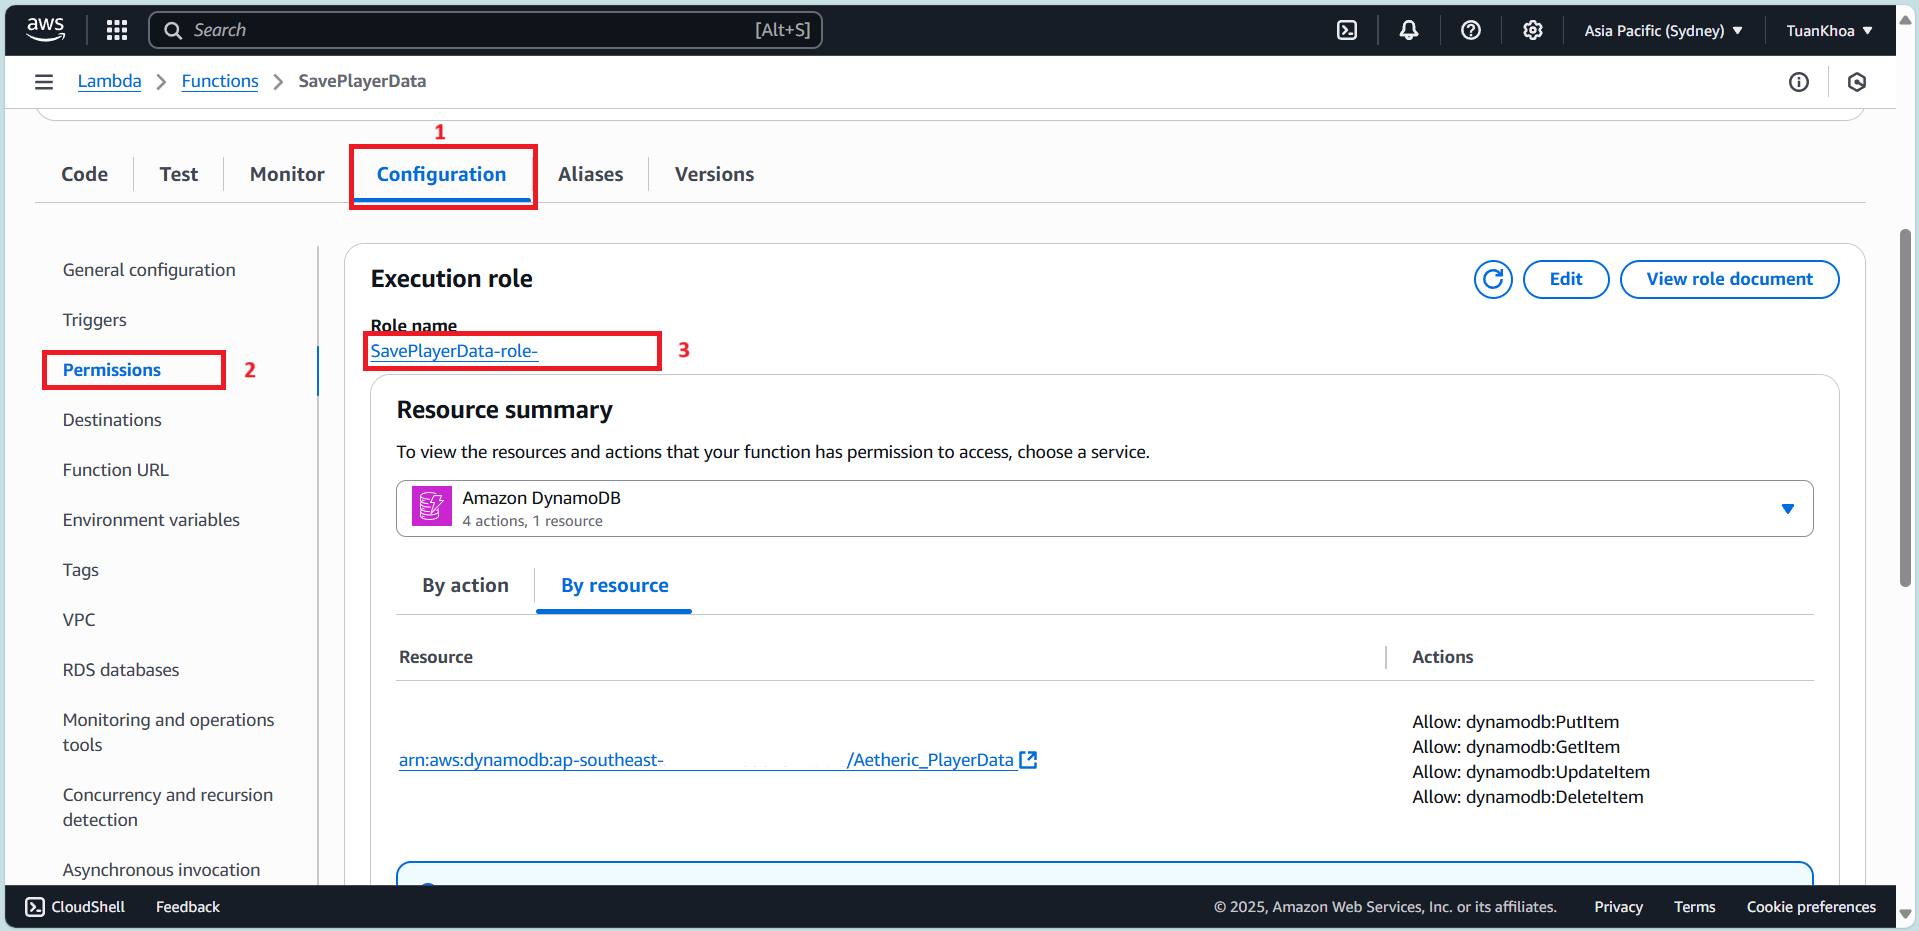 aws
Search [Alt+S]
Asia Pacific (Sydney)
TuanKhoa
Lambda
Functions
SavePlayerData
1
Code
Test
Monitor
Configuration
Aliases
Versions
General configuration
Triggers
Permissions
2
Destinations
Function URL
Environment variables
Tags
VPC
RDS databases
Monitoring and operations
tools
Concurrency and recursion
detection
Asynchronous invocation
Execution role
Edit
View role document
Role name
SavePlayerData-role-
3
Resource summary
To view the resources and actions that your function has permission to access, choose a service.
Amazon DynamoDB
4 actions, 1 resource
By action
By resource
Resource
Actions
arn:aws:dynamodb:ap-southeast- /Aetheric_PlayerData
Allow: dynamodb:PutItem
Allow: dynamodb:GetItem
Allow: dynamodb:UpdateItem
Allow: dynamodb:DeleteItem
CloudShell
Feedback
© 2025, Amazon Web Services, Inc. or its affiliates.
Privacy
Terms
Cookie preferences